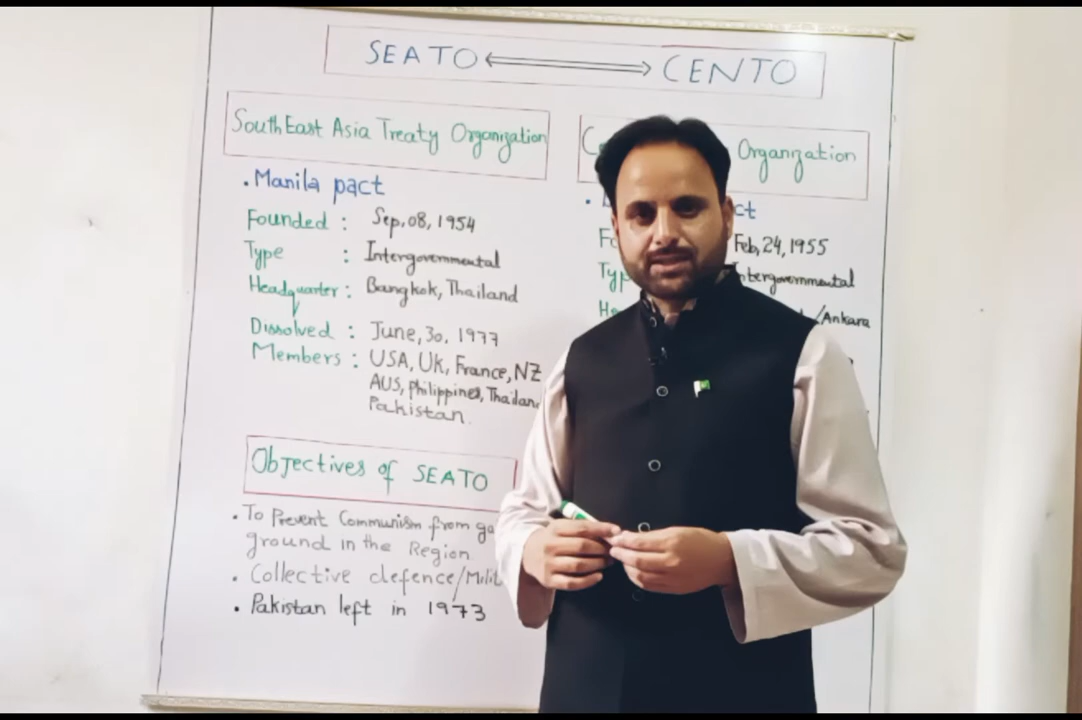 SEATO ⟷ CENTO
SouthEast Asia Treaty Organization
Organization
• Manila pact
Founded : Sep, 08, 1954
Type : Intergovernmental
Headquarter : Bangkok, Thailand
Dissolved : June, 30, 1977
Members : USA, UK, France, NZ
AUS, Philippines, Thailand
Pakistan.
Feb, 24, 1955
Intergovernmental
/Ankara
Objectives of SEATO
• To Prevent Communism from
ground in the Region
• Collective defence/
• Pakistan left in 1973